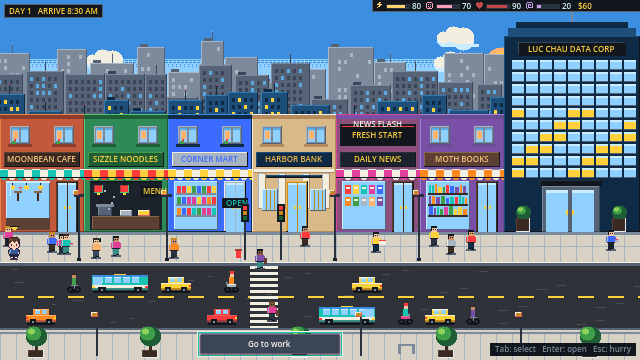 DAY 1 ARRIVE 8:30 AM
80 70 90 20 $60
LUC CHAU DATA CORP
NEWS FLASH
FRESH START
MOONBEAN CAFE
SIZZLE NOODLES
CORNER MART
HARBOR BANK
DAILY NEWS
MOTH BOOKS
MENU
OPEN
Go to work
Tab: select Enter: open Esc: hurry